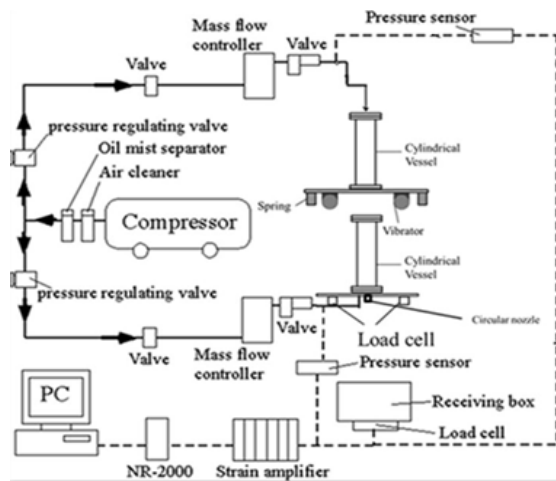 Pressure sensor
Mass flow
controller
Valve
Valve
pressure regulating valve
Oil mist separator
Air cleaner
Compressor
Cylindrical
Vessel
Spring
Vibrator
Cylindrical
Vessel
pressure regulating valve
Circular nozzle
Valve
Load cell
Valve
Mass flow
controller
Pressure sensor
PC
Receiving box
Load cell
NR-2000
Strain amplifier